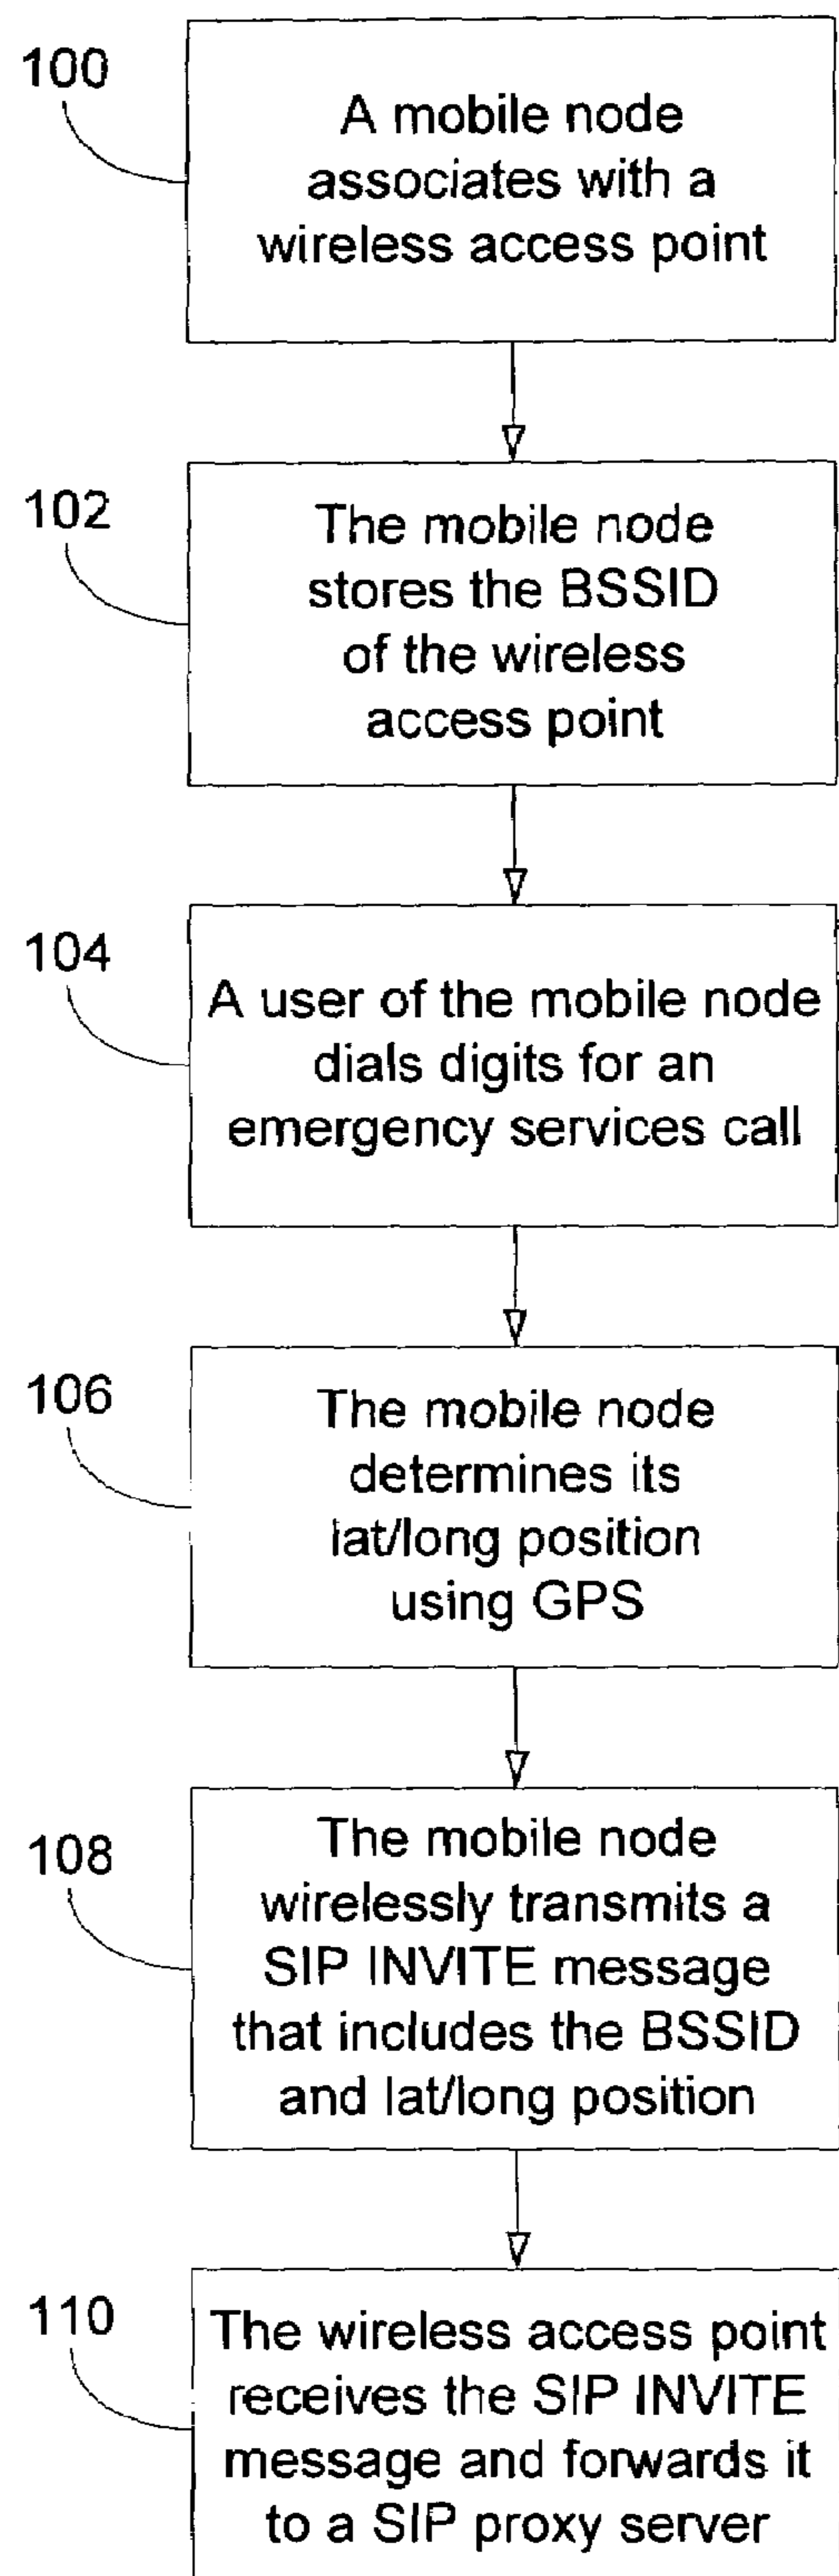 100
A mobile node
associates with a
wireless access point
102
The mobile node
stores the BSSID
of the wireless
access point
104
A user of the mobile node
dials digits for an
emergency services call
106
The mobile node
determines its
lat/long position
using GPS
108
The mobile node
wirelessly transmits a
SIP INVITE message
that includes the BSSID
and lat/long position
110
The wireless access point
receives the SIP INVITE
message and forwards it
to a SIP proxy server